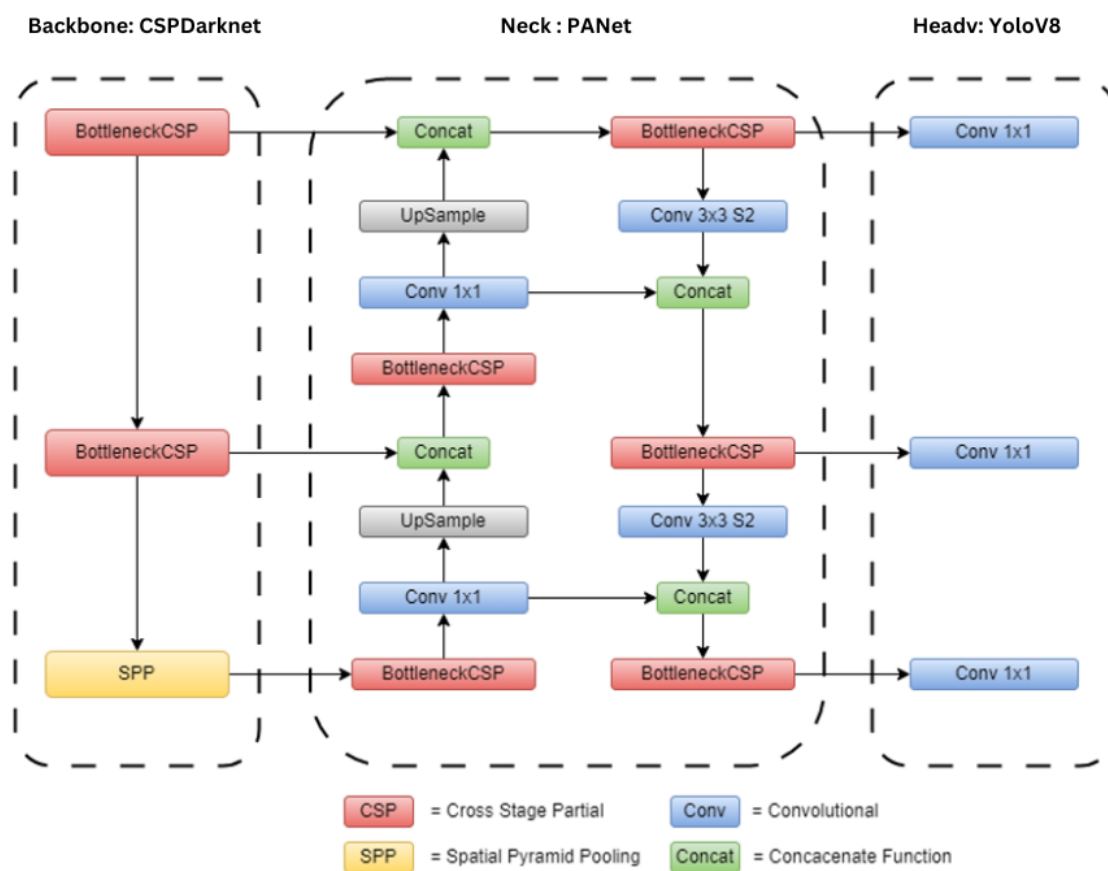 Backbone: CSPDarknet
Neck : PANet
Headv: YoloV8
BottleneckCSP
Concat
BottleneckCSP
Conv 1x1
UpSample
Conv 3x3 S2
Conv 1x1
Concat
BottleneckCSP
BottleneckCSP
Concat
BottleneckCSP
Conv 1x1
UpSample
Conv 3x3 S2
Conv 1x1
Concat
SPP
BottleneckCSP
BottleneckCSP
Conv 1x1
CSP = Cross Stage Partial
Conv = Convolutional
SPP = Spatial Pyramid Pooling
Concat = Concacenate Function